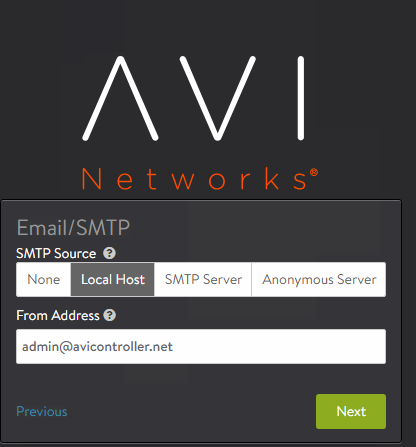 AVI
Networks®
Email/SMTP
SMTP Source ?
None Local Host SMTP Server Anonymous Server
From Address ?
admin@avicontroller.net
Previous Next